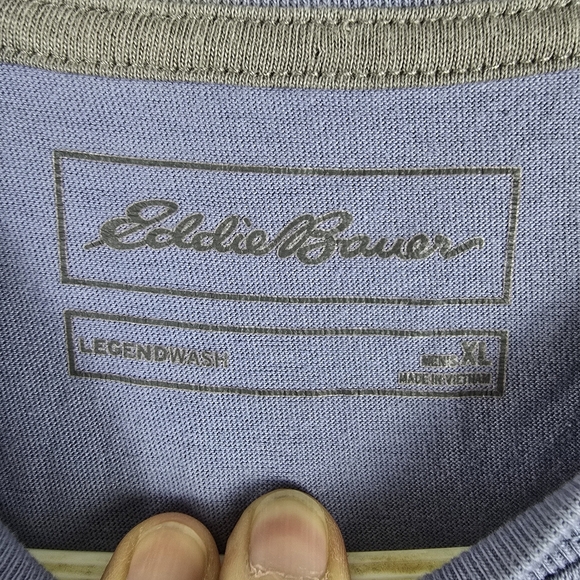 Eddie Bauer
LEGENDWASH
MEN'S XL
MADE IN VIETNAM